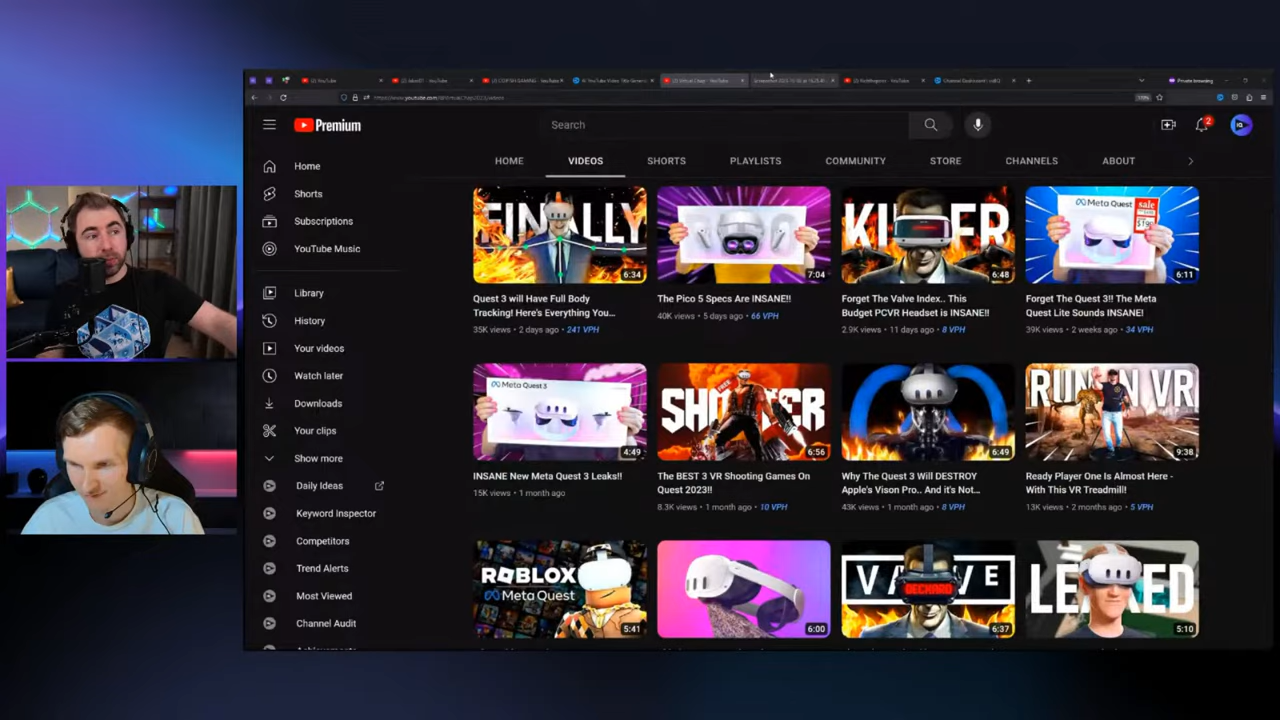 Premium
Search
2
HOME
VIDEOS
SHORTS
PLAYLISTS
COMMUNITY
STORE
CHANNELS
ABOUT
Home
Shorts
Subscriptions
YouTube Music
Library
History
Your videos
Watch later
Downloads
Your clips
Show more
Daily Ideas
Keyword Inspector
Competitors
Trend Alerts
Most Viewed
Channel Audit
FINALLY
6:34
Quest 3 will Have Full Body
Tracking! Here's Everything You...
35K views • 2 days ago • 241 VPH
7:04
The Pico 5 Specs Are INSANE!!
40K views • 5 days ago • 66 VPH
KILLER
6:48
Forget The Valve Index.. This
Budget PCVR Headset is INSANE!!
2.9K views • 11 days ago • 8 VPH
Meta Quest
sale
6:11
Forget The Quest 3!! The Meta
Quest Lite Sounds INSANE!
39K views • 2 weeks ago • 34 VPH
Meta Quest 3
4:49
INSANE New Meta Quest 3 Leaks!!
15K views • 1 month ago
FREE
SHOOTER
6:56
The BEST 3 VR Shooting Games On
Quest 2023!!
8.3K views • 1 month ago • 10 VPH
6:49
Why The Quest 3 Will DESTROY
Apple's Vison Pro.. And it's Not...
43K views • 1 month ago • 8 VPH
RUN IN VR
9:38
Ready Player One Is Almost Here -
With This VR Treadmill!
13K views • 2 months ago • 5 VPH
ROBLOX
Meta Quest
5:41
6:00
VALVE
DECKARD
6:37
LEAKED
5:10